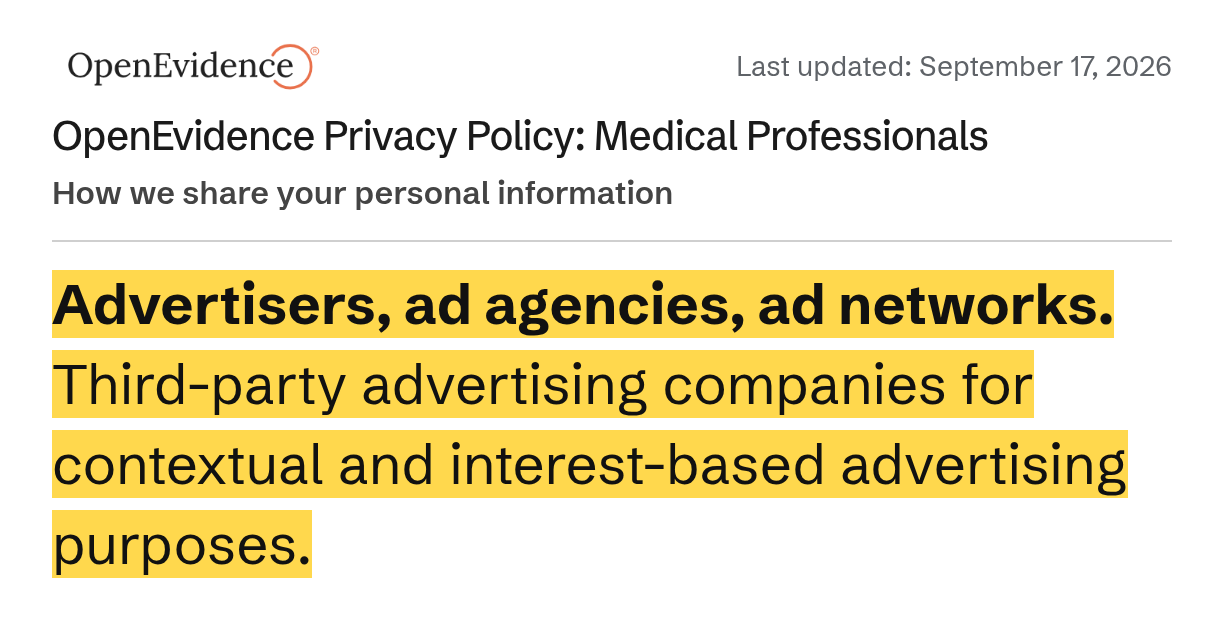 OpenEvidence®
Last updated: September 17, 2026
OpenEvidence Privacy Policy: Medical Professionals
How we share your personal information
Advertisers, ad agencies, ad networks.
Third-party advertising companies for
contextual and interest-based advertising
purposes.